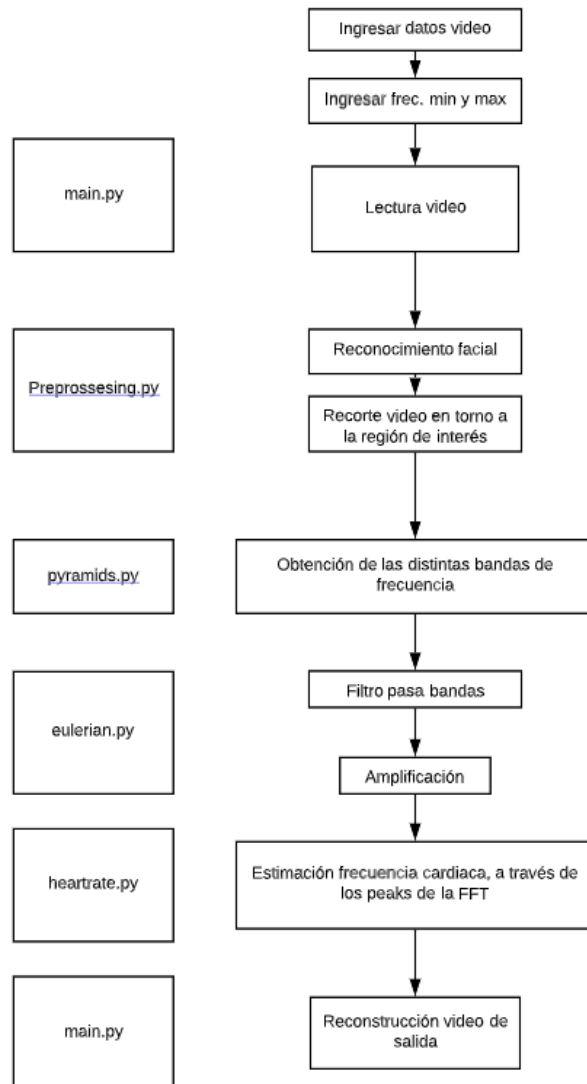 Ingresar datos video
Ingresar frec. min y max
main.py
Lectura video
Reconocimiento facial
Preprossesing.py
Recorte video en torno a
la región de interés
pyramids.py
Obtención de las distintas bandas de
frecuencia
Filtro pasa bandas
eulerian.py
Amplificación
heartrate.py
Estimación frecuencia cardiaca, a través de
los peaks de la FFT
main.py
Reconstrucción video de
salida